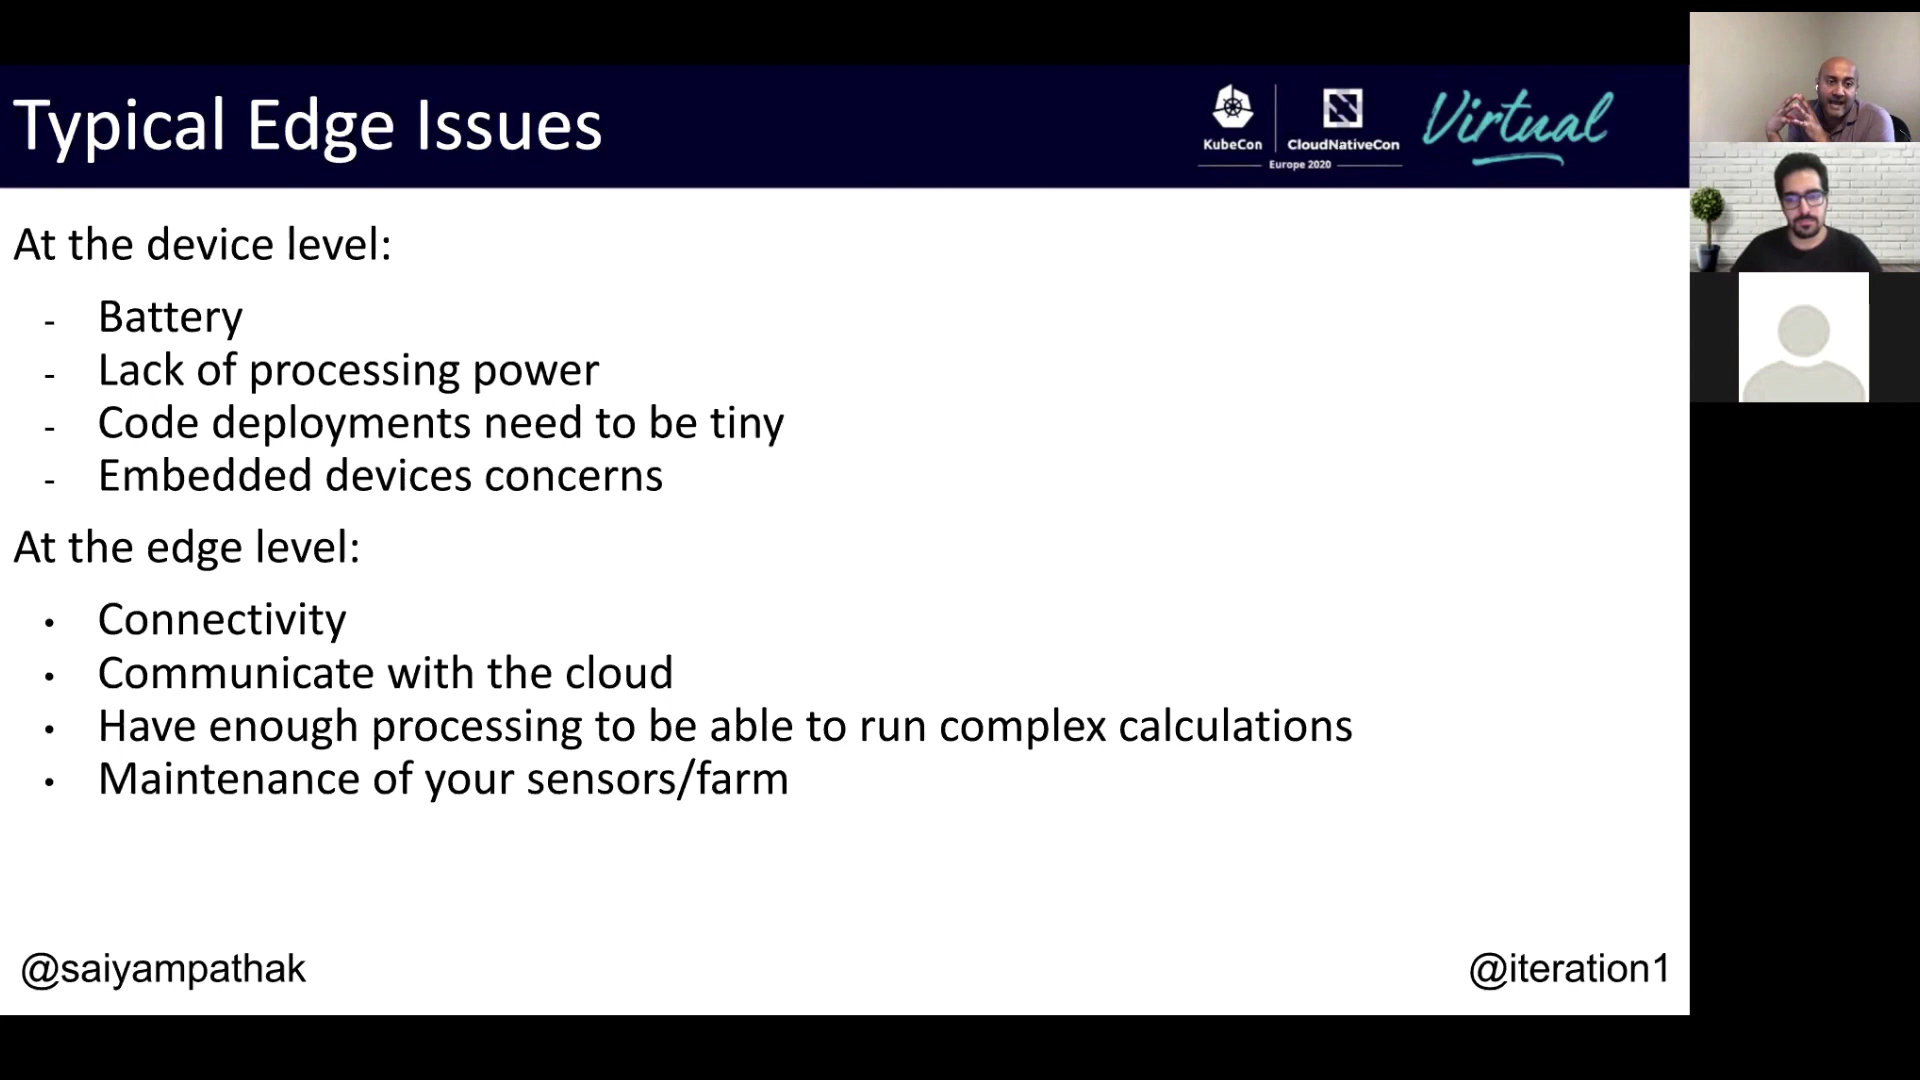 Typical Edge Issues
KubeCon
CloudNativeCon
Europe 2020
Virtual
At the device level:
- Battery
- Lack of processing power
- Code deployments need to be tiny
- Embedded devices concerns
At the edge level:
• Connectivity
• Communicate with the cloud
• Have enough processing to be able to run complex calculations
• Maintenance of your sensors/farm
@saiyampathak
@iteration1